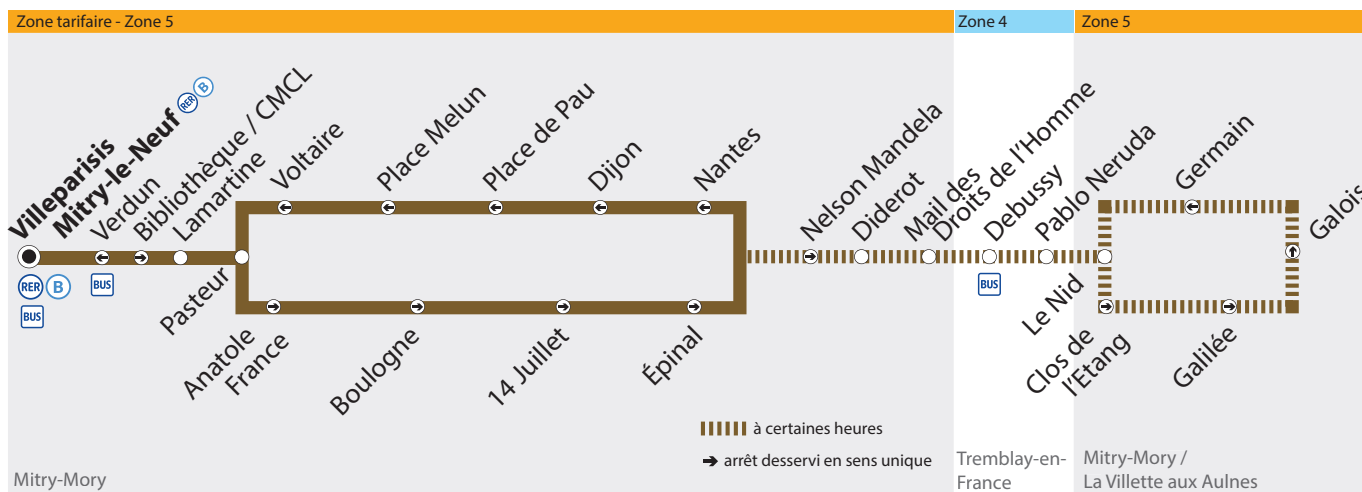 Zone tarifaire - Zone 5
Zone 4
Zone 5
Villeparisis
Mitry-le-Neuf
RER B
Verdun
Bibliothèque / CMCL
Lamartine
Voltaire
Place Melun
Place de Pau
Dijon
Nantes
Nelson Mandela
Diderot
Mail des
Droits de l'Homme
Debussy
Pablo Neruda
Germain
Galois
RER B
BUS
BUS
BUS
Pasteur
Anatole
France
Boulogne
14 Juillet
Épinal
Le Nid
Clos de
l'Etang
Galilée
à certaines heures
arrêt desservi en sens unique
Mitry-Mory
Tremblay-en-
France
Mitry-Mory /
La Villette aux Aulnes